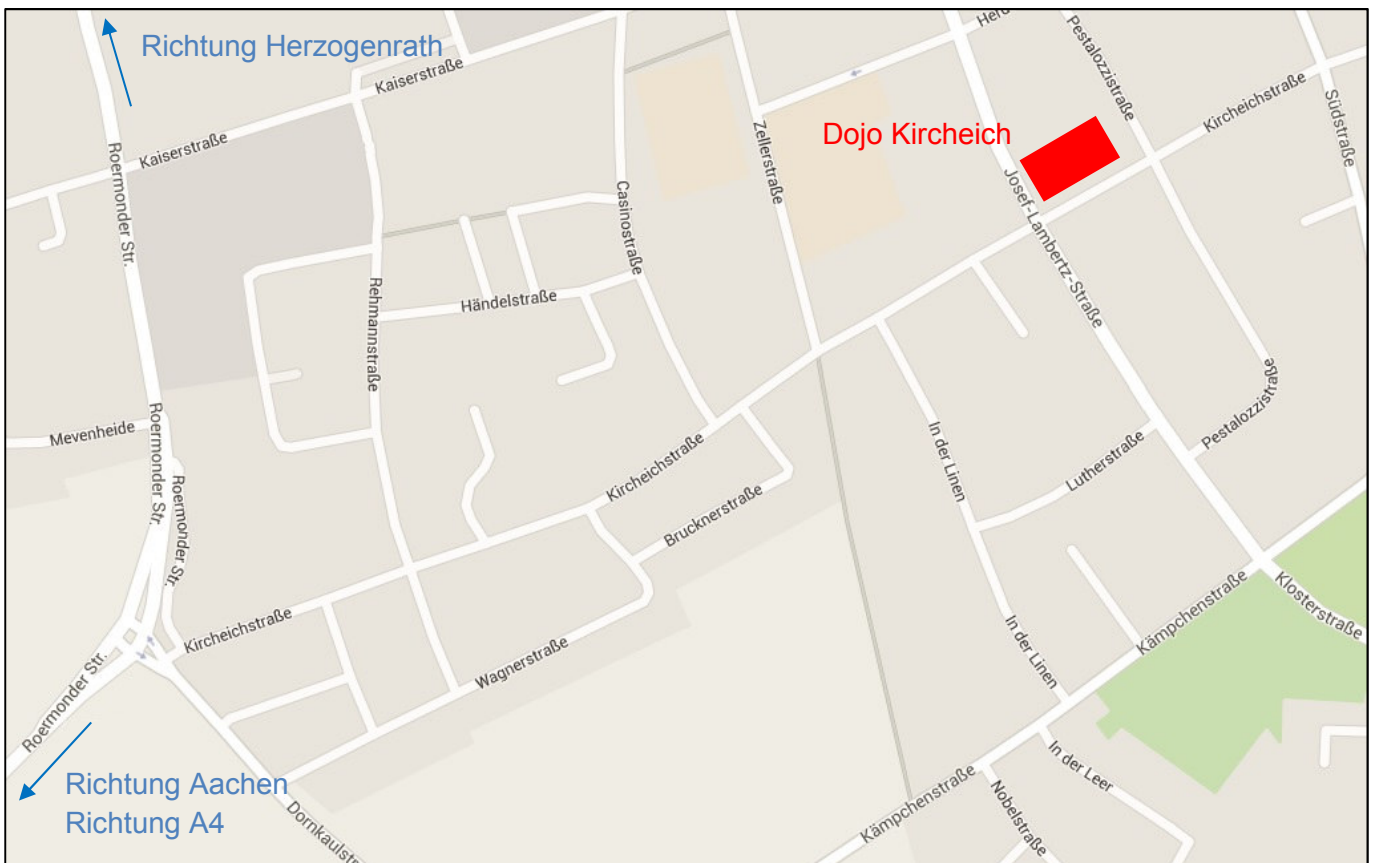 Richtung Herzogenrath
Kaiserstraße
Kaiserstraße
Roermonder Str.
Zellerstraße
Dojo Kircheich
Pestalozzistraße
Kircheichstraße
Südstraße
Josef-Lambertz-Straße
Casinostraße
Rehmannstraße
Händelstraße
Mevenheide
Roermonder Str.
Roermonder Str.
Kircheichstraße
Brucknerstraße
In der Linen
Lutherstraße
Pestalozzistraße
Kircheichstraße
Wagnerstraße
In der Linen
Kämpchenstraße
Klosterstraße
Roermonder Str.
Richtung Aachen
Richtung A4
Dornkaulstr
Kämpchenstraße
Nobelstraße
In der Leer